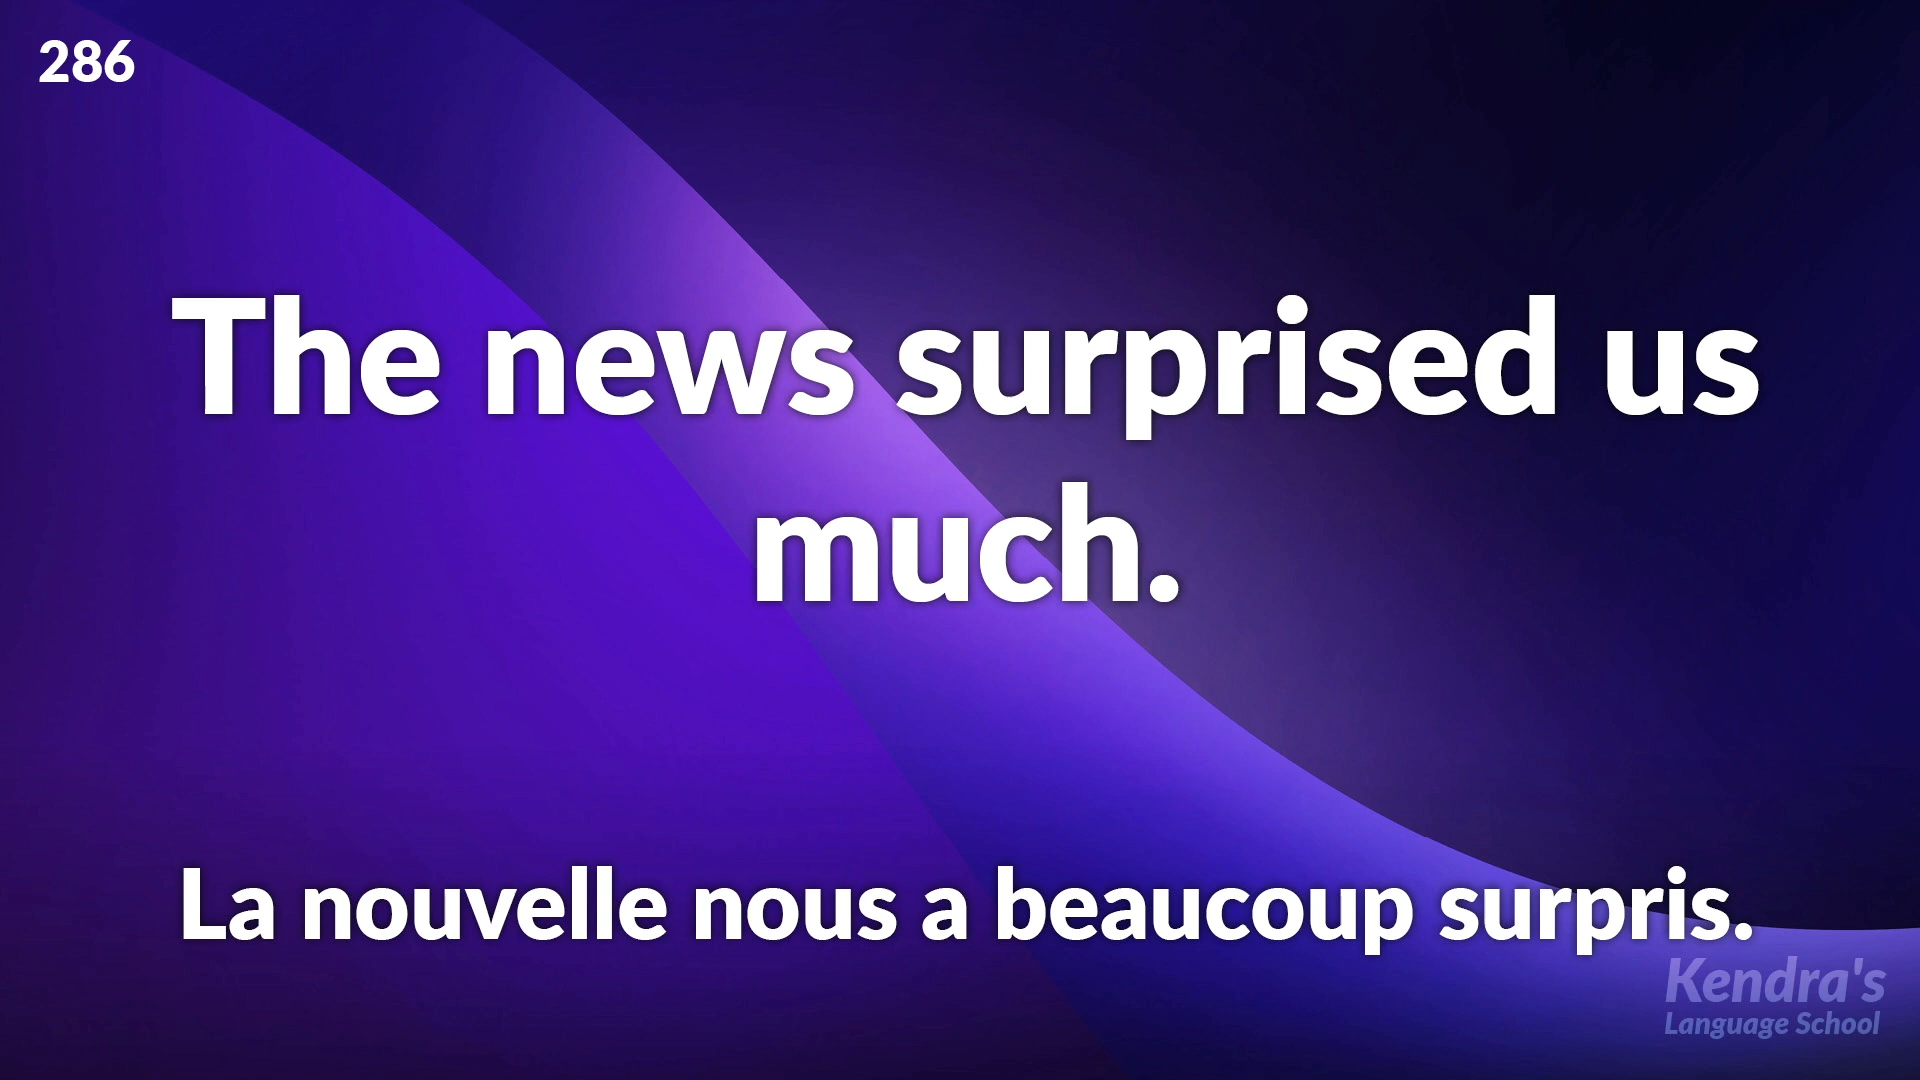 286
The news surprised us
much.
La nouvelle nous a beaucoup surpris.
Kendra's
Language School